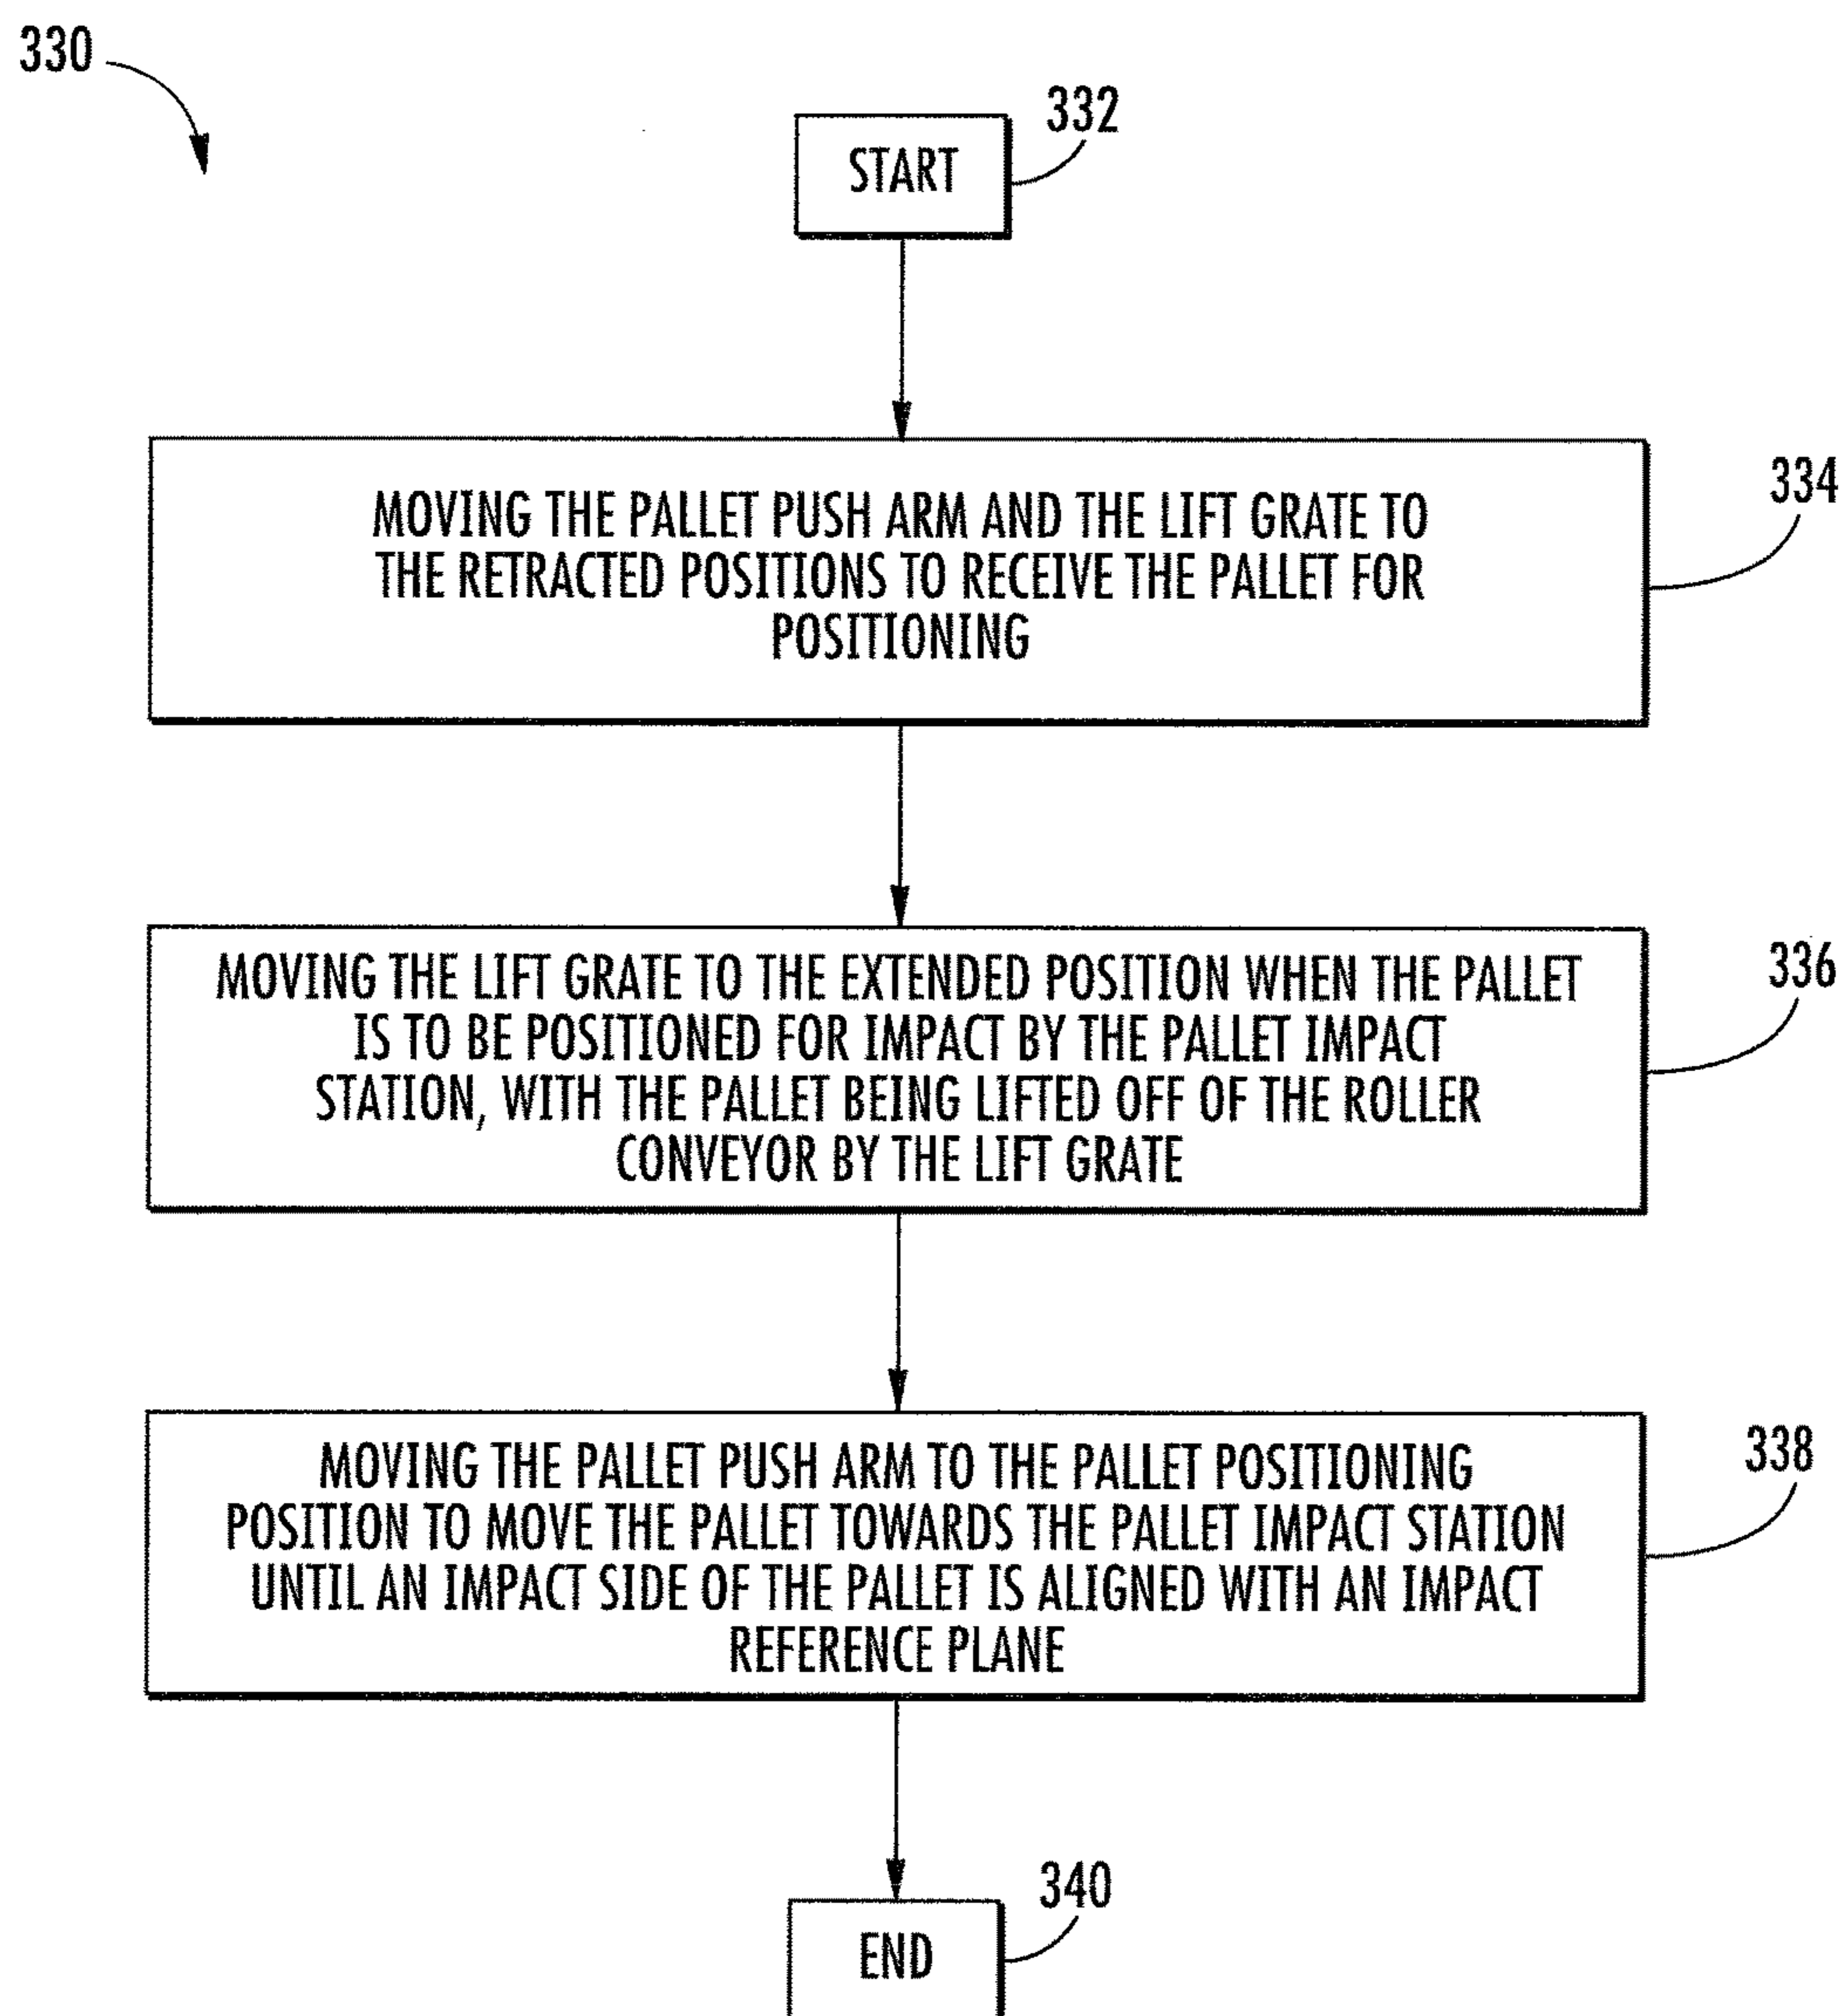 330
332
START
334
MOVING THE PALLET PUSH ARM AND THE LIFT GRATE TO
THE RETRACTED POSITIONS TO RECEIVE THE PALLET FOR
POSITIONING
336
MOVING THE LIFT GRATE TO THE EXTENDED POSITION WHEN THE PALLET
IS TO BE POSITIONED FOR IMPACT BY THE PALLET IMPACT
STATION, WITH THE PALLET BEING LIFTED OFF OF THE ROLLER
CONVEYOR BY THE LIFT GRATE
338
MOVING THE PALLET PUSH ARM TO THE PALLET POSITIONING
POSITION TO MOVE THE PALLET TOWARDS THE PALLET IMPACT STATION
UNTIL AN IMPACT SIDE OF THE PALLET IS ALIGNED WITH AN IMPACT
REFERENCE PLANE
340
END